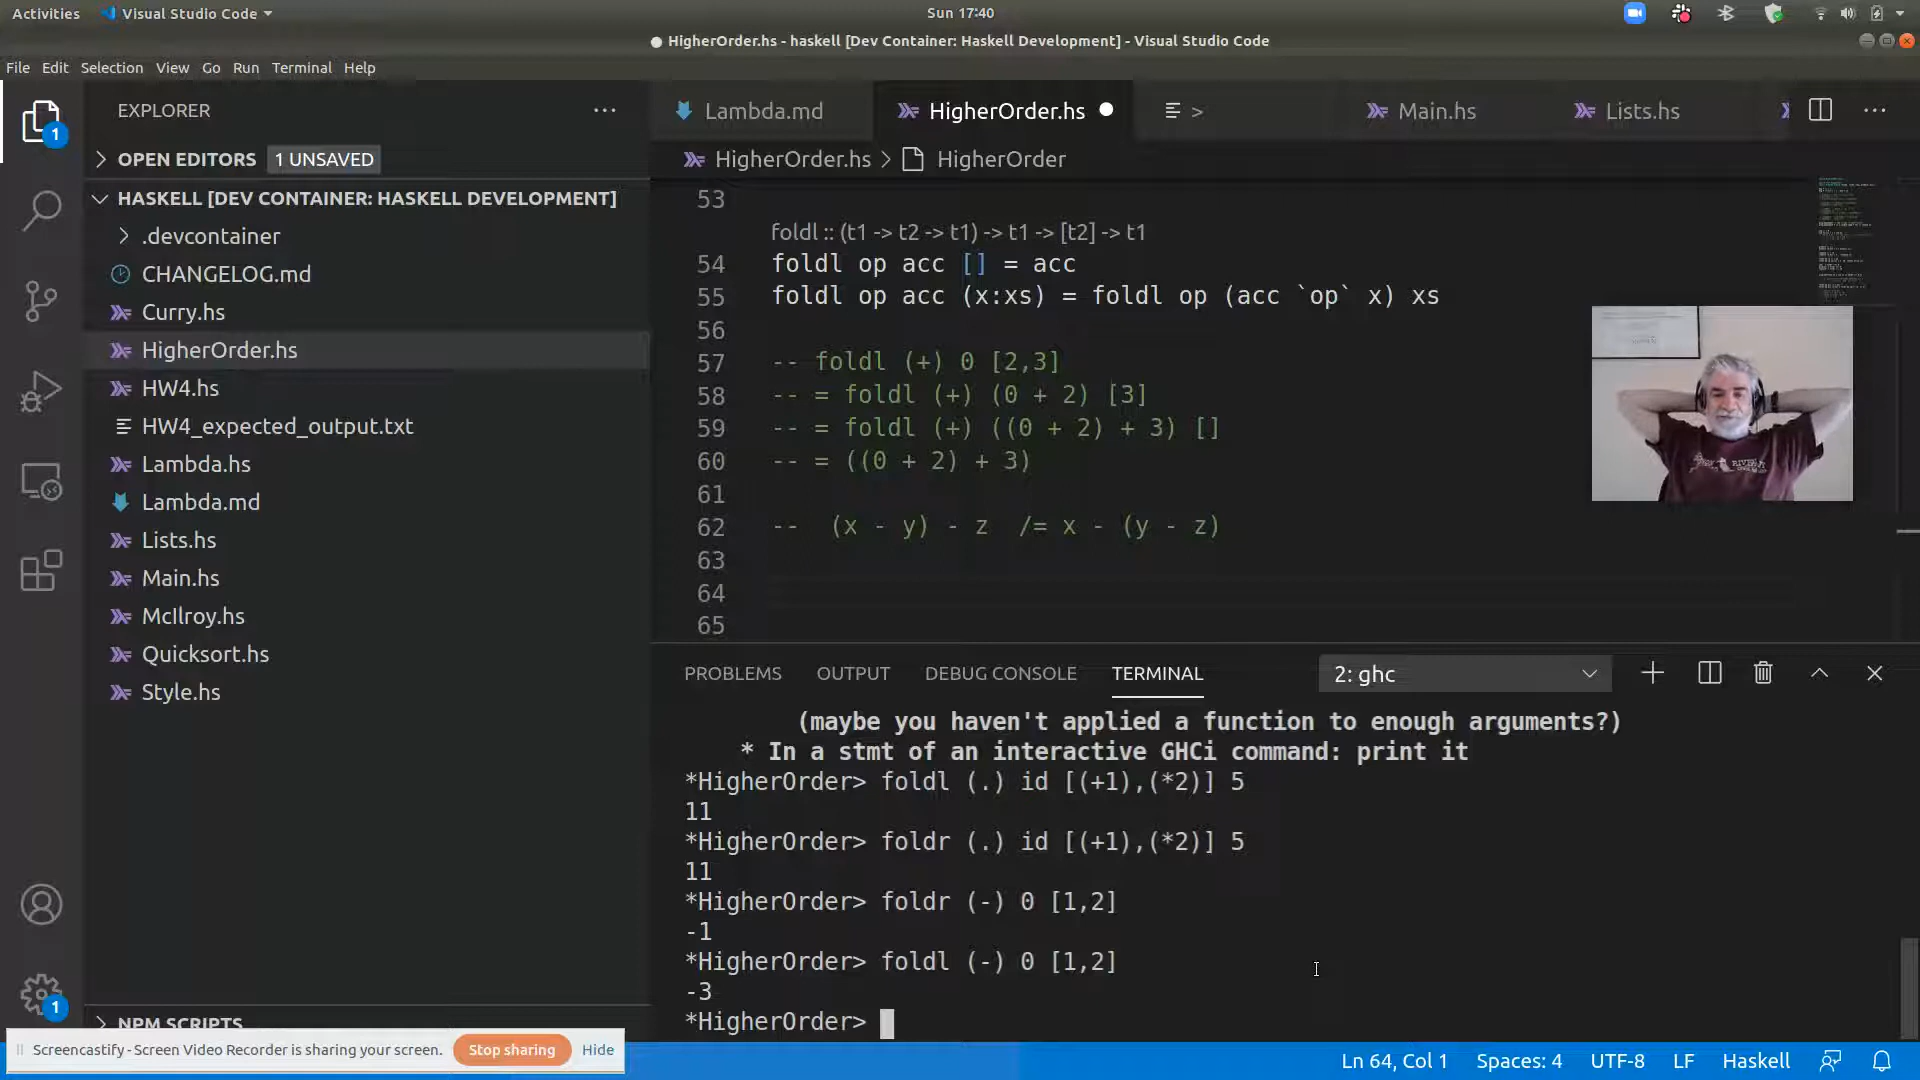 Activities
Visual Studio Code
Sun 17:40
HigherOrder.hs - haskell [Dev Container: Haskell Development] - Visual Studio Code
File Edit Selection View Go Run Terminal Help
EXPLORER
1
OPEN EDITORS 1 UNSAVED
HASKELL [DEV CONTAINER: HASKELL DEVELOPMENT]
.devcontainer
CHANGELOG.md
Curry.hs
HigherOrder.hs
HW4.hs
HW4_expected_output.txt
Lambda.hs
Lambda.md
Lists.hs
Main.hs
McIlroy.hs
Quicksort.hs
Style.hs
NPM SCRIPTS
1
Lambda.md HigherOrder.hs > Main.hs Lists.hs
HigherOrder.hs > HigherOrder
53
foldl :: (t1 -> t2 -> t1) -> t1 -> [t2] -> t1
54 foldl op acc [] = acc
55 foldl op acc (x:xs) = foldl op (acc `op` x) xs
56
57 -- foldl (+) 0 [2,3]
58 -- = foldl (+) (0 + 2) [3]
59 -- = foldl (+) ((0 + 2) + 3) []
60 -- = ((0 + 2) + 3)
61
62 --  (x - y) - z  /= x - (y - z)
63
64
65
PROBLEMS OUTPUT DEBUG CONSOLE TERMINAL 2: ghc
(maybe you haven't applied a function to enough arguments?)
* In a stmt of an interactive GHCi command: print it
*HigherOrder> foldl (.) id [(+1),(*2)] 5
11
*HigherOrder> foldr (.) id [(+1),(*2)] 5
11
*HigherOrder> foldr (-) 0 [1,2]
-1
*HigherOrder> foldl (-) 0 [1,2]
-3
*HigherOrder>
Screencastify - Screen Video Recorder is sharing your screen. Stop sharing Hide
Ln 64, Col 1 Spaces: 4 UTF-8 LF Haskell